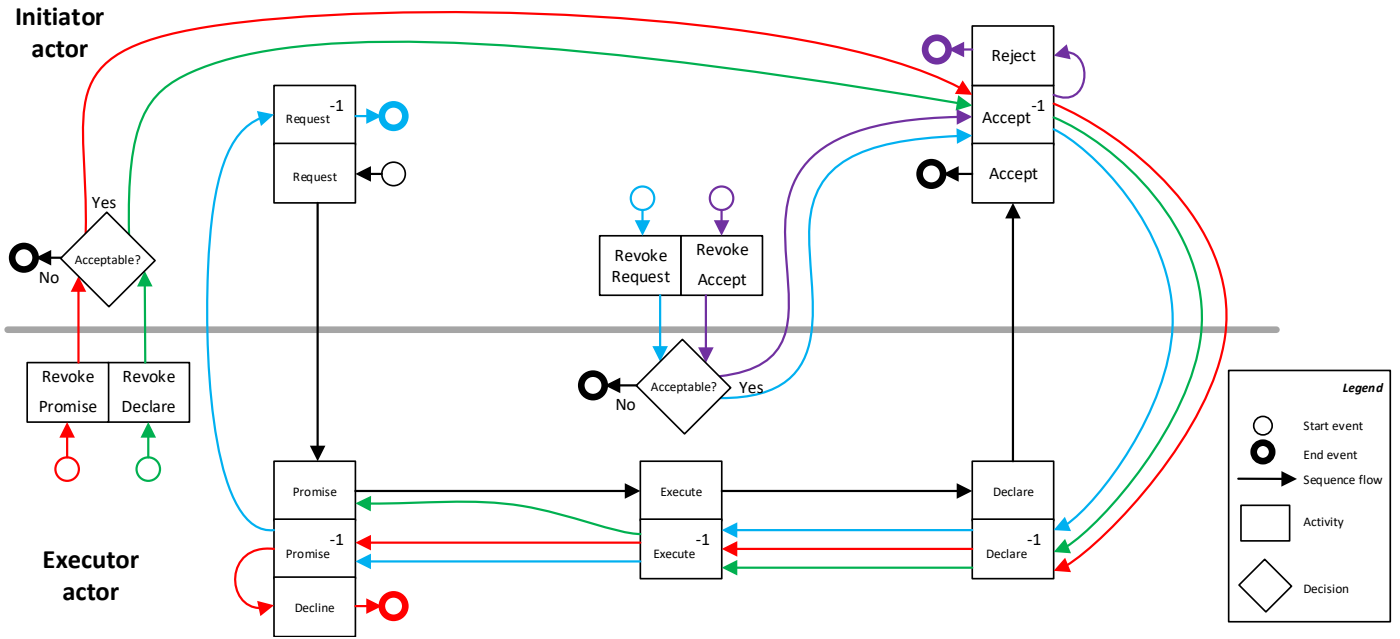 Initiator
actor
Reject
Request -1
Accept -1
Request
Accept
Yes
Acceptable?
No
Revoke
Request
Revoke
Accept
Revoke
Promise
Revoke
Declare
Acceptable?
Yes
No
Promise
Execute
Declare
Promise -1
Execute -1
Declare -1
Decline
Executor
actor
Legend
Start event
End event
Sequence flow
Activity
Decision